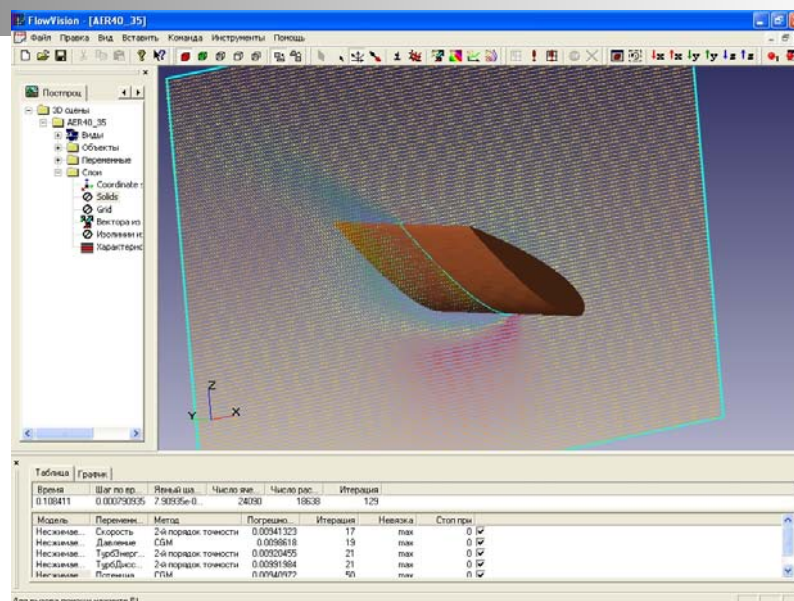 FlowVision - [AER40_35]
Файл Правка Вид Вставить Команда Инструменты Помощь
Постпроц
3D сцены
AER40_35
Виды
Объекты
Переменные
Слои
Coordinate s
Solids
Grid
Вектора из
Изолинии и
Характерис
Z
Y X
Таблица График
Время Шаг по вр... Явный ша... Число яче... Число рас... Итерация
0.108411 0.000790935 7.90935e-0... 24090 18638 129
Модель Переменн... Метод Погрешно... Итерация Невязка Стоп при
Несжимае... Скорость 2-й порядок точности 0.00941323 17 max 0
Несжимае... Давление CGM 0.0098618 19 max 0
Несжимае... ТурбЭнерг... 2-й порядок точности 0.00920455 21 max 0
Несжимае... ТурбДисс... 2-й порядок точности 0.00991984 21 max 0
Несжимае... Потенциа... CGM 0.00940972 50 max 0